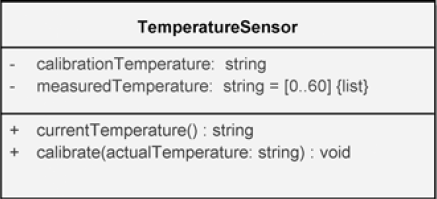 TemperatureSensor
- calibrationTemperature: string
- measuredTemperature: string = [0..60] {list}
+ currentTemperature() : string
+ calibrate(actualTemperature: string) : void